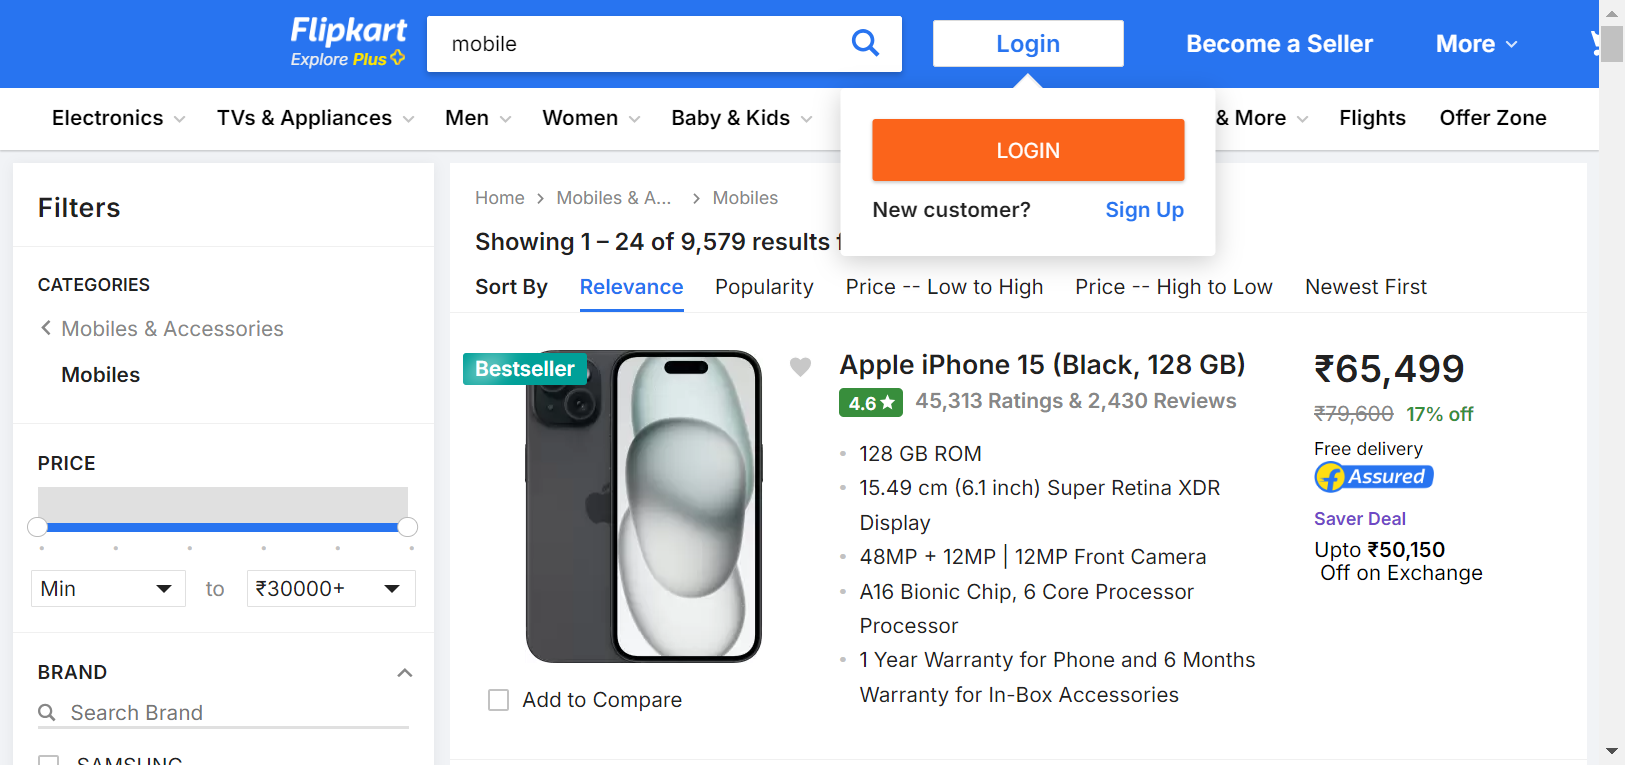 Flipkart
Explore Plus
mobile
Login
Become a Seller
More
Electronics
TVs & Appliances
Men
Women
Baby & Kids
& More
Flights
Offer Zone
LOGIN
New customer?
Sign Up
Filters
CATEGORIES
Mobiles & Accessories
Mobiles
PRICE
Min
to
₹30000+
BRAND
Search Brand
SAMSUNG
Home
Mobiles & A...
Mobiles
Showing 1 – 24 of 9,579 results
Sort By
Relevance
Popularity
Price -- Low to High
Price -- High to Low
Newest First
Bestseller
Add to Compare
Apple iPhone 15 (Black, 128 GB)
4.6★
45,313 Ratings & 2,430 Reviews
128 GB ROM
15.49 cm (6.1 inch) Super Retina XDR
Display
48MP + 12MP | 12MP Front Camera
A16 Bionic Chip, 6 Core Processor
Processor
1 Year Warranty for Phone and 6 Months
Warranty for In-Box Accessories
₹65,499
₹79,600 17% off
Free delivery
f Assured
Saver Deal
Upto ₹50,150
Off on Exchange